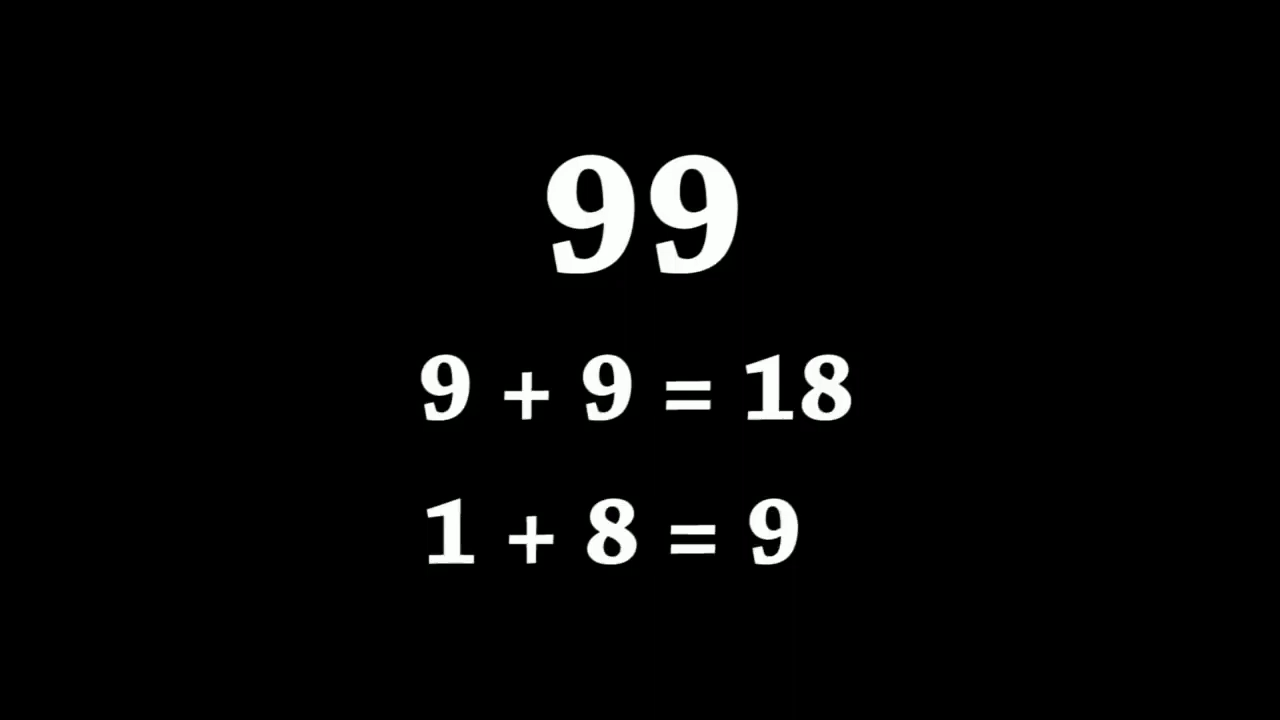 99
9 + 9 = 18
1 + 8 = 9